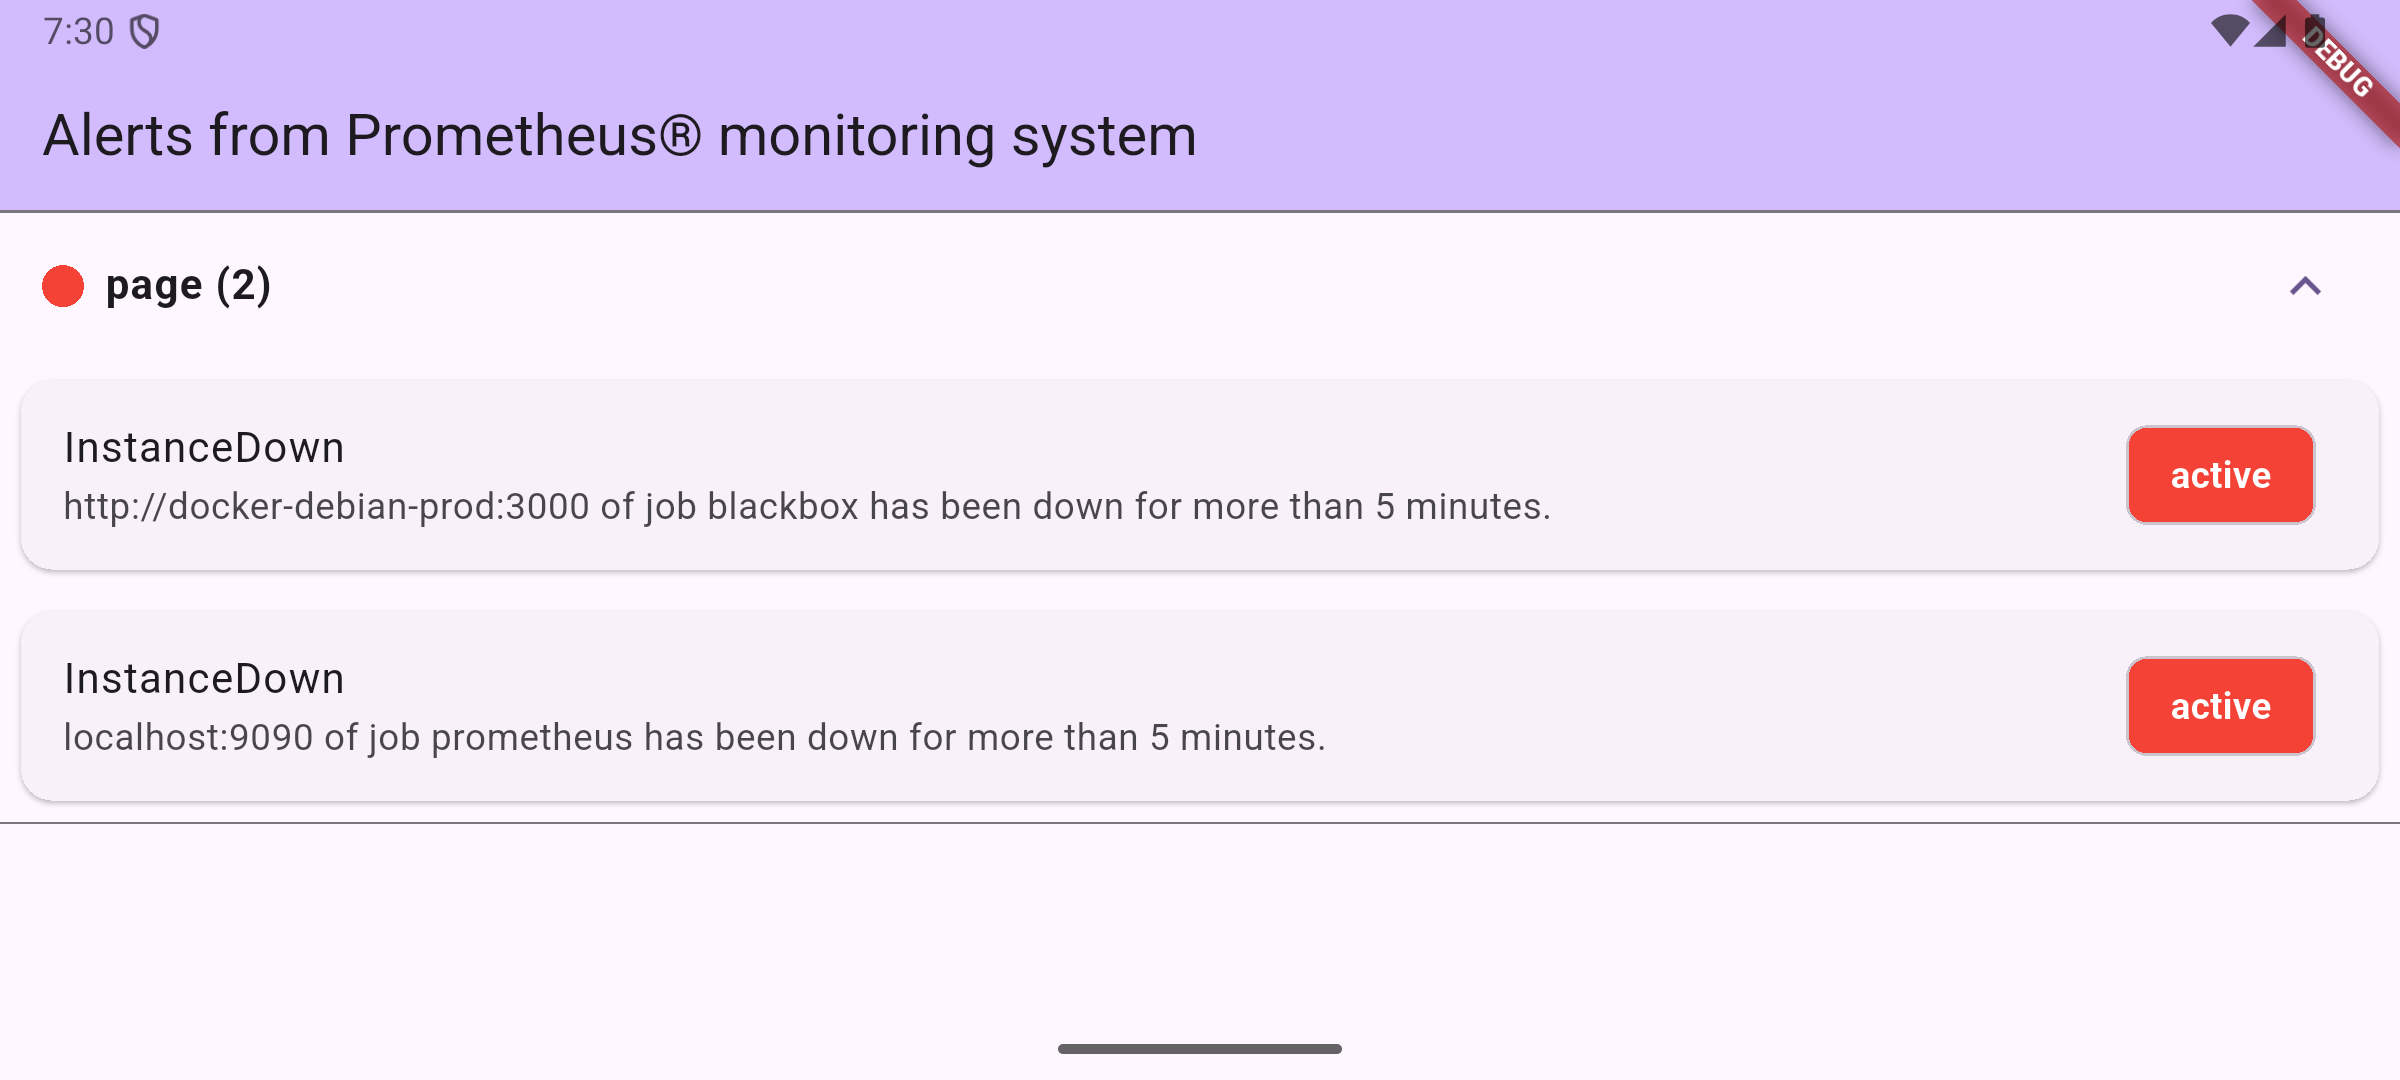 7:30
DEBUG
Alerts from Prometheus® monitoring system
page (2)
InstanceDown
http://docker-debian-prod:3000 of job blackbox has been down for more than 5 minutes.
active
InstanceDown
localhost:9090 of job prometheus has been down for more than 5 minutes.
active